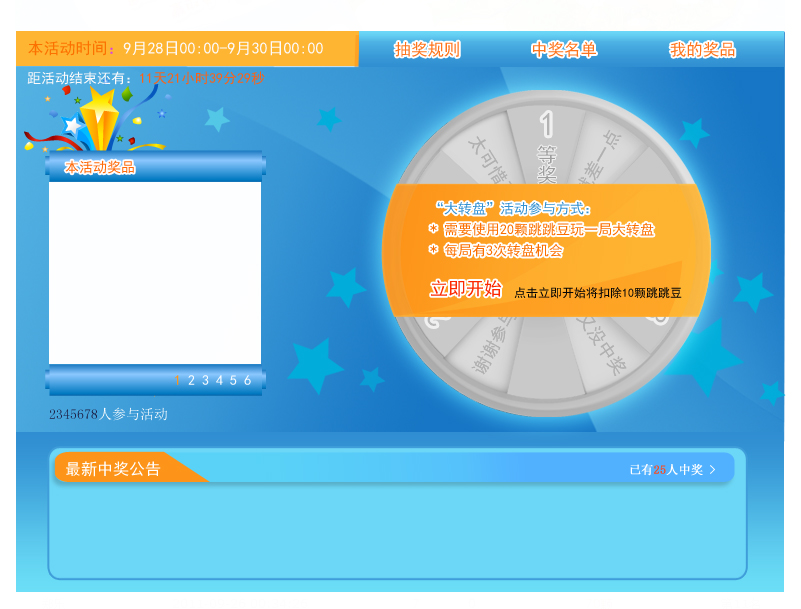 本活动时间：9月28日00:00-9月30日00:00
抽奖规则
中奖名单
我的奖品
距活动结束还有：11天21小时39分29秒
本活动奖品
1
等奖
太可惜
差一点
“大转盘”活动参与方式：
* 需要使用20颗跳跳豆玩一局大转盘
* 每局有3次转盘机会
立即开始 点击立即开始将扣除10颗跳跳豆
谢谢参与
又没中奖
1 2 3 4 5 6
2345678人参与活动
最新中奖公告
已有25人中奖 >